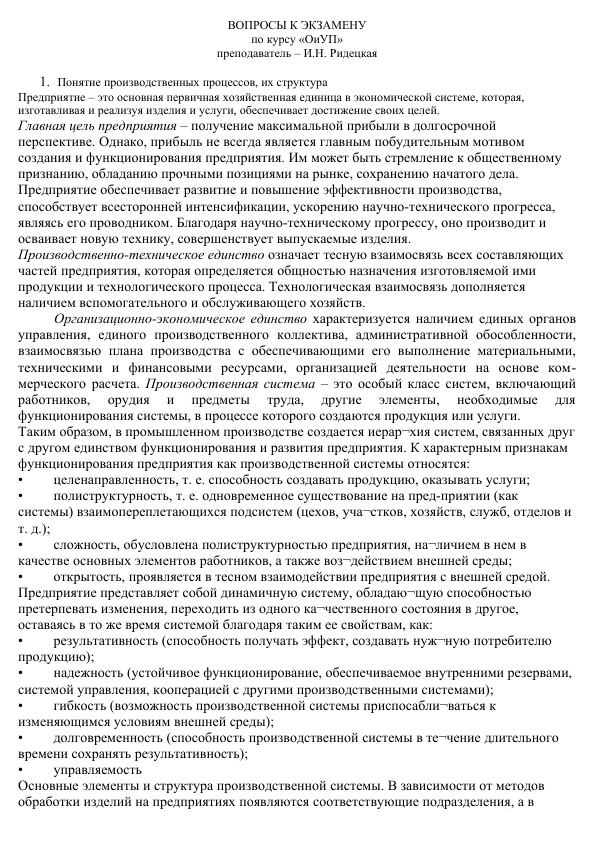 ВОПРОСЫ К ЭКЗАМЕНУ
по курсу «ОиУП»
преподаватель – И.Н. Ридецкая
1. Понятие производственных процессов, их структура
Предприятие – это основная первичная хозяйственная единица в экономической системе, которая,
изготавливая и реализуя изделия и услуги, обеспечивает достижение своих целей.
Главная цель предприятия – получение максимальной прибыли в долгосрочной
перспективе. Однако, прибыль не всегда является главным побудительным мотивом
создания и функционирования предприятия. Им может быть стремление к общественному
признанию, обладанию прочными позициями на рынке, сохранению начатого дела.
Предприятие обеспечивает развитие и повышение эффективности производства,
способствует всесторонней интенсификации, ускорению научно-технического прогресса,
являясь его проводником. Благодаря научно-техническому прогрессу, оно производит и
осваивает новую технику, совершенствует выпускаемые изделия.
Производственно-техническое единство означает тесную взаимосвязь всех составляющих
частей предприятия, которая определяется общностью назначения изготовляемой ими
продукции и технологического процесса. Технологическая взаимосвязь дополняется
наличием вспомогательного и обслуживающего хозяйств.
Организационно-экономическое единство характеризуется наличием единых органов
управления, единого производственного коллектива, административной обособленности,
взаимосвязью плана производства с обеспечивающими его выполнение материальными,
техническими и финансовыми ресурсами, организацией деятельности на основе ком-
мерческого расчета. Производственная система – это особый класс систем, включающий
работников, орудия и предметы труда, другие элементы, необходимые для
функционирования системы, в процессе которого создаются продукция или услуги.
Таким образом, в промышленном производстве создается иерар¬хия систем, связанных друг
с другом единством функционирования и развития предприятия. К характерным признакам
функционирования предприятия как производственной системы относятся:
• целенаправленность, т. е. способность создавать продукцию, оказывать услуги;
• полиструктурность, т. е. одновременное существование на пред-приятии (как
системы) взаимопереплетающихся подсистем (цехов, уча¬стков, хозяйств, служб, отделов и
т. д.);
• сложность, обусловлена полиструктурностью предприятия, на¬личием в нем в
качестве основных элементов работников, а также воз¬действием внешней среды;
• открытость, проявляется в тесном взаимодействии предприятия с внешней средой.
Предприятие представляет собой динамичную систему, обладаю¬щую способностью
претерпевать изменения, переходить из одного ка¬чественного состояния в другое,
оставаясь в то же время системой благодаря таким ее свойствам, как:
• результативность (способность получать эффект, создавать нуж¬ную потребителю
продукцию);
• надежность (устойчивое функционирование, обеспечиваемое внутренними резервами,
системой управления, кооперацией с другими производственными системами);
• гибкость (возможность производственной системы приспосабли¬ваться к
изменяющимся условиям внешней среды);
• долговременность (способность производственной системы в те¬чение длительного
времени сохранять результативность);
• управляемость
Основные элементы и структура производственной системы. В зависимости от методов
обработки изделий на предприятиях появляются соответствующие подразделения, а в